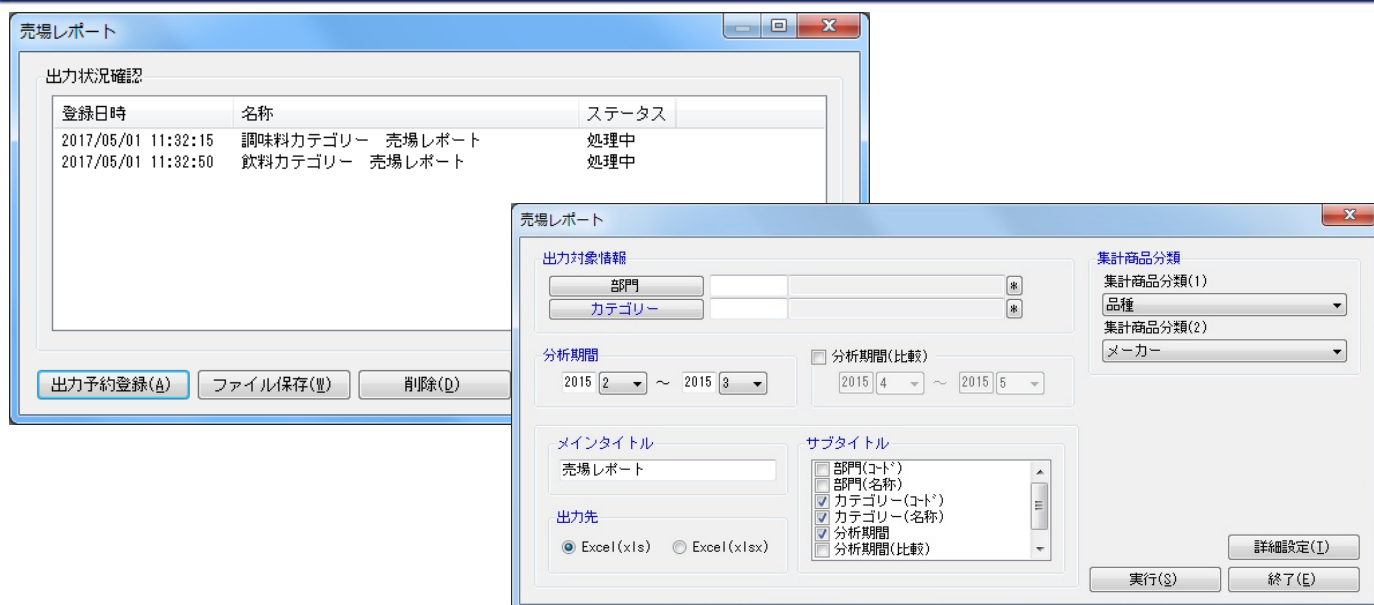 売場レポート
出力状況確認
登録日時 名称 ステータス
2017/05/01 11:32:15 調味料カテゴリー 売場レポート 処理中
2017/05/01 11:32:50 飲料カテゴリー 売場レポート 処理中
出力予約登録(A) ファイル保存(W) 削除(D)
売場レポート
出力対象情報
部門 *
カテゴリー *
集計商品分類
集計商品分類(1)
品種
集計商品分類(2)
メーカー
分析期間
2015 2 ～ 2015 3
分析期間(比較)
2015 4 ～ 2015 5
メインタイトル
売場レポート
サブタイトル
部門(ｺｰﾄﾞ)
部門(名称)
カテゴリー(ｺｰﾄﾞ)
カテゴリー(名称)
分析期間
分析期間(比較)
出力先
Excel(xls) Excel(xlsx)
詳細設定(T)
実行(S) 終了(E)